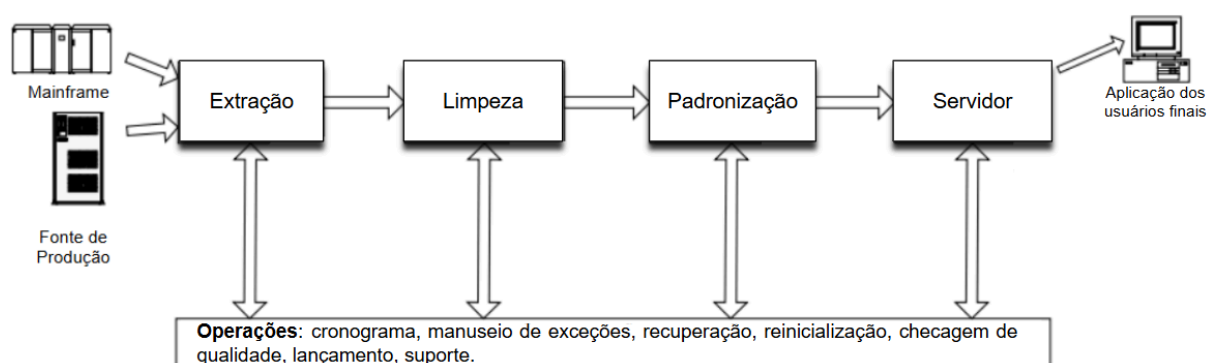 Mainframe
Fonte de
Produção
Extração
Limpeza
Padronização
Servidor
Aplicação dos
usuários finais
Operações: cronograma, manuseio de exceções, recuperação, reinicialização, checagem de
qualidade, lançamento, suporte.